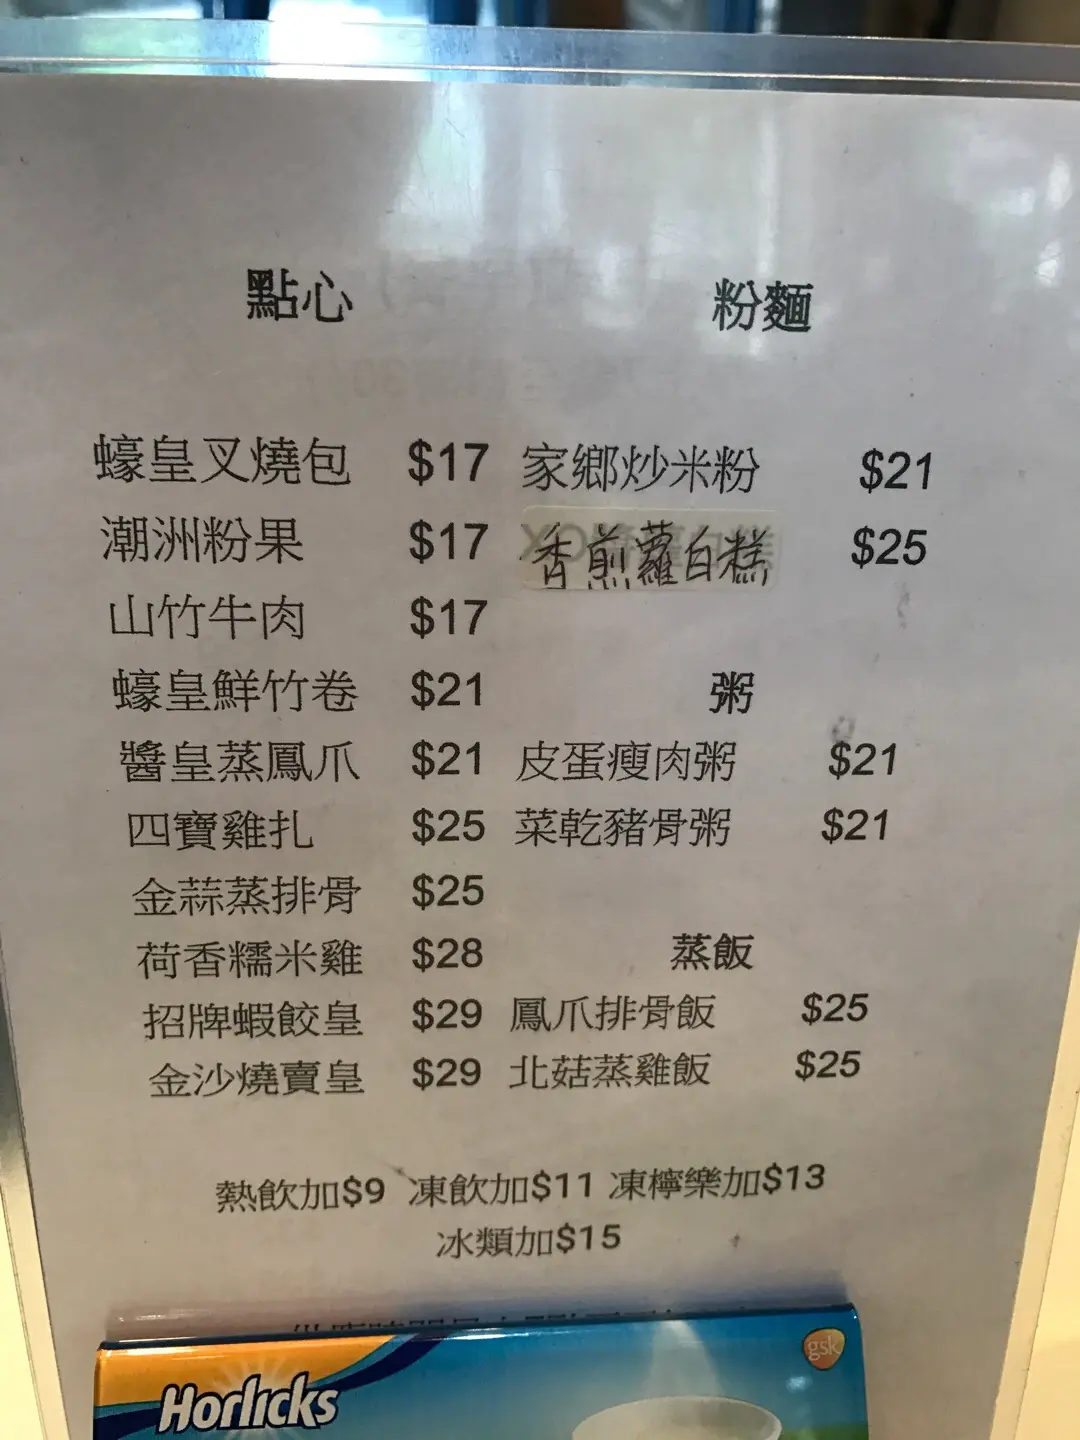 點心
蠔皇叉燒包 $17
潮洲粉果 $17
山竹牛肉 $17
蠔皇鮮竹卷 $21
醬皇蒸鳳爪 $21
四寶雞扎 $25
金蒜蒸排骨 $25
荷香糯米雞 $28
招牌蝦餃皇 $29
金沙燒賣皇 $29
粉麵
家鄉炒米粉 $21
香煎蘿白糕 $25
粥
皮蛋瘦肉粥 $21
菜乾豬骨粥 $21
蒸飯
鳳爪排骨飯 $25
北菇蒸雞飯 $25
熱飲加$9 凍飲加$11 凍檸樂加$13
冰類加$15
Horlicks
gsk